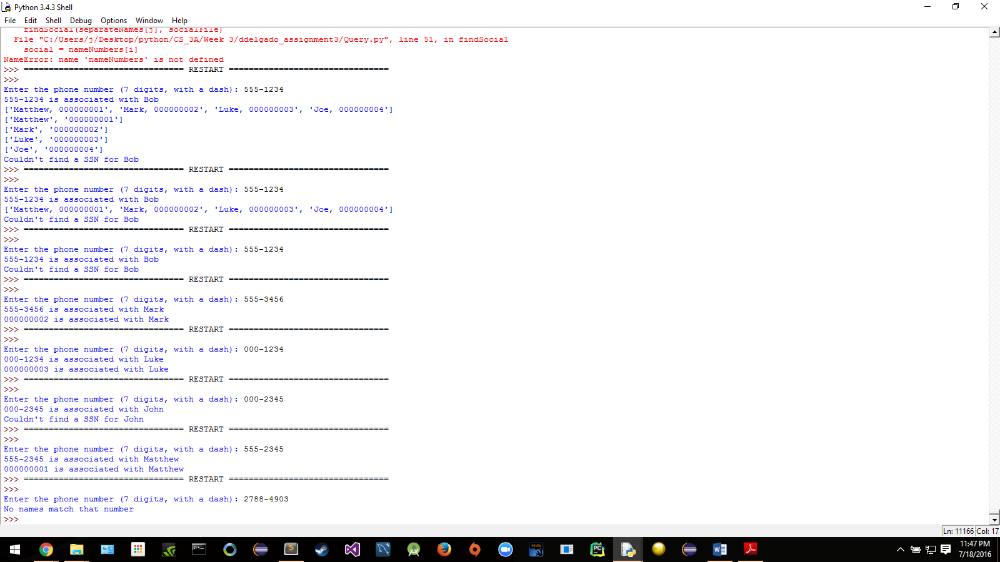 Python 3.4.3 Shell
File Edit Shell Debug Options Window Help
    findSocial(separateNames[j], socialFile)
  File "C:/Users/j/Desktop/python/CS_3A/Week 3/ddelgado_assignment3/Query.py", line 51, in findSocial
    social = nameNumbers[i]
NameError: name 'nameNumbers' is not defined
>>> ================================ RESTART ================================
>>>
Enter the phone number (7 digits, with a dash): 555-1234
555-1234 is associated with Bob
['Matthew, 000000001', 'Mark, 000000002', 'Luke, 000000003', 'Joe, 000000004']
['Matthew', '000000001']
['Mark', '000000002']
['Luke', '000000003']
['Joe', '000000004']
Couldn't find a SSN for Bob
>>> ================================ RESTART ================================
>>>
Enter the phone number (7 digits, with a dash): 555-1234
555-1234 is associated with Bob
['Matthew, 000000001', 'Mark, 000000002', 'Luke, 000000003', 'Joe, 000000004']
Couldn't find a SSN for Bob
>>> ================================ RESTART ================================
>>>
Enter the phone number (7 digits, with a dash): 555-1234
555-1234 is associated with Bob
Couldn't find a SSN for Bob
>>> ================================ RESTART ================================
>>>
Enter the phone number (7 digits, with a dash): 555-3456
555-3456 is associated with Mark
000000002 is associated with Mark
>>> ================================ RESTART ================================
>>>
Enter the phone number (7 digits, with a dash): 000-1234
000-1234 is associated with Luke
000000003 is associated with Luke
>>> ================================ RESTART ================================
>>>
Enter the phone number (7 digits, with a dash): 000-2345
000-2345 is associated with John
Couldn't find a SSN for John
>>> ================================ RESTART ================================
>>>
Enter the phone number (7 digits, with a dash): 555-2345
555-2345 is associated with Matthew
000000001 is associated with Matthew
>>> ================================ RESTART ================================
>>>
Enter the phone number (7 digits, with a dash): 2788-4903
No names match that number
>>>
Ln: 11166 Col: 17
11:47 PM
7/18/2016